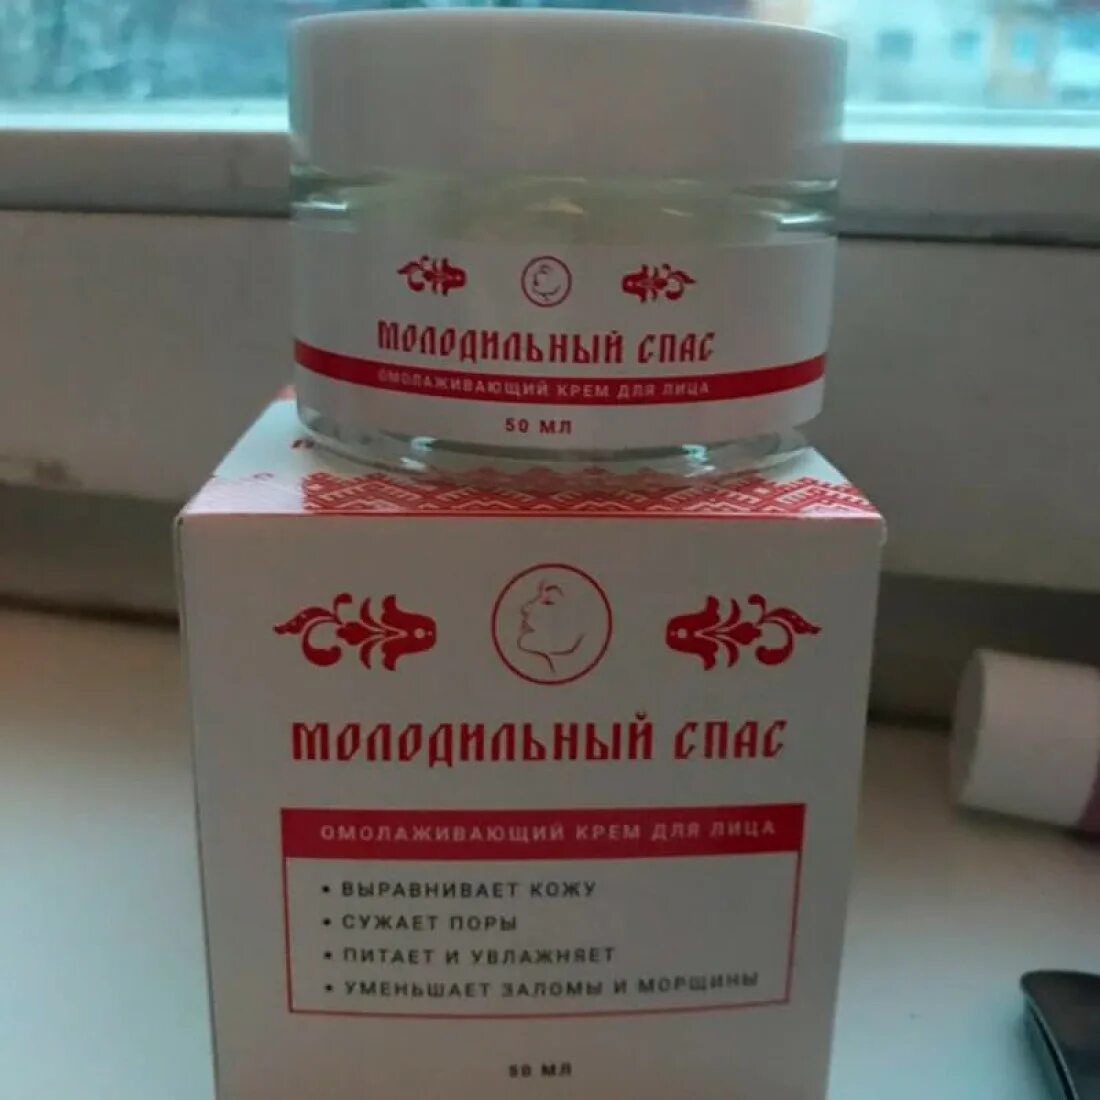 МОЛОДИЛЬНЫЙ СПАС
ОМОЛАЖИВАЮЩИЙ КРЕМ ДЛЯ ЛИЦА
50 МЛ
МОЛОДИЛЬНЫЙ СПАС
ОМОЛАЖИВАЮЩИЙ КРЕМ ДЛЯ ЛИЦА
• ВЫРАВНИВАЕТ КОЖУ
• СУЖАЕТ ПОРЫ
• ПИТАЕТ И УВЛАЖНЯЕТ
• УМЕНЬШАЕТ ЗАЛОМЫ И МОРЩИНЫ
50 МЛ